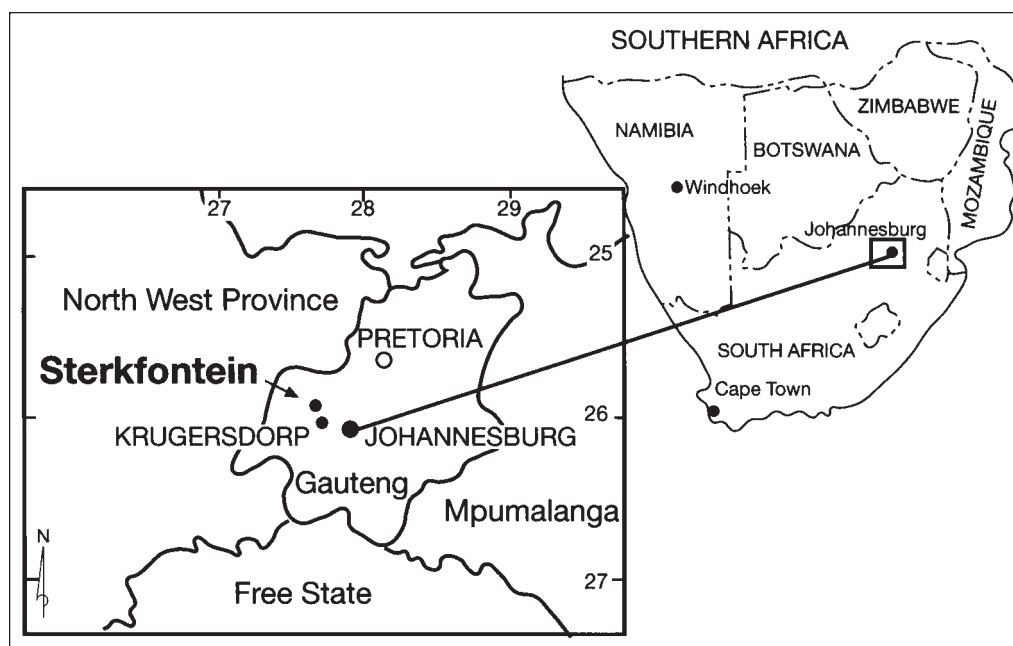 SOUTHERN AFRICA
ZIMBABWE
NAMIBIA
BOTSWANA
MOZAMBIQUE
Windhoek
Johannesburg
SOUTH AFRICA
Cape Town
27
28
29
25
North West Province
PRETORIA
Sterkfontein
26
KRUGERSDORP
JOHANNESBURG
Gauteng
Mpumalanga
N
27
Free State